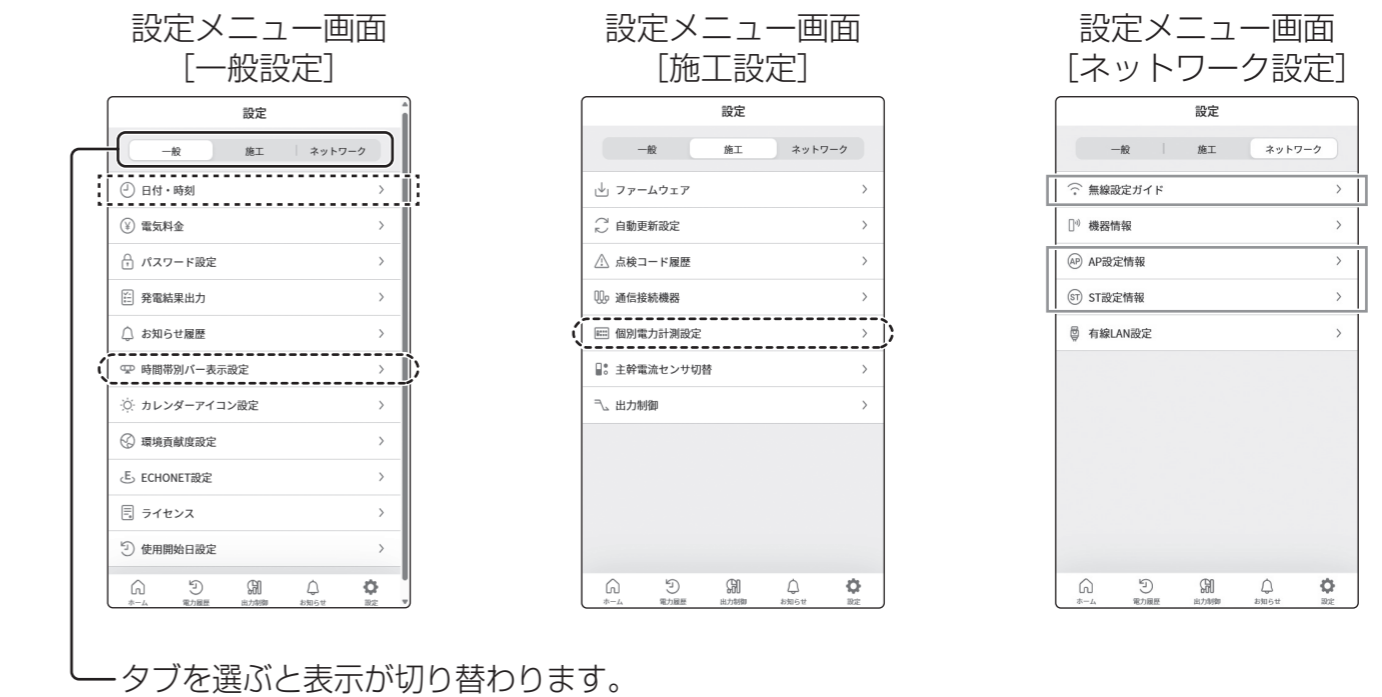 設定メニュー画面
[一般設定]
設定
一般 施工 ネットワーク
日付・時刻
電気料金
パスワード設定
発電結果出力
お知らせ履歴
時間帯別バー表示設定
カレンダーアイコン設定
環境貢献度設定
ECHONET設定
ライセンス
使用開始日設定
ホーム 電力履歴 出力制御 お知らせ 設定
設定メニュー画面
[施工設定]
設定
一般 施工 ネットワーク
ファームウェア
自動更新設定
点検コード履歴
通信接続機器
個別電力計測設定
主幹電流センサ切替
出力制御
ホーム 電力履歴 出力制御 お知らせ 設定
設定メニュー画面
[ネットワーク設定]
設定
一般 施工 ネットワーク
無線設定ガイド
機器情報
AP AP設定情報
ST ST設定情報
有線LAN設定
ホーム 電力履歴 出力制御 お知らせ 設定
タブを選ぶと表示が切り替わります。